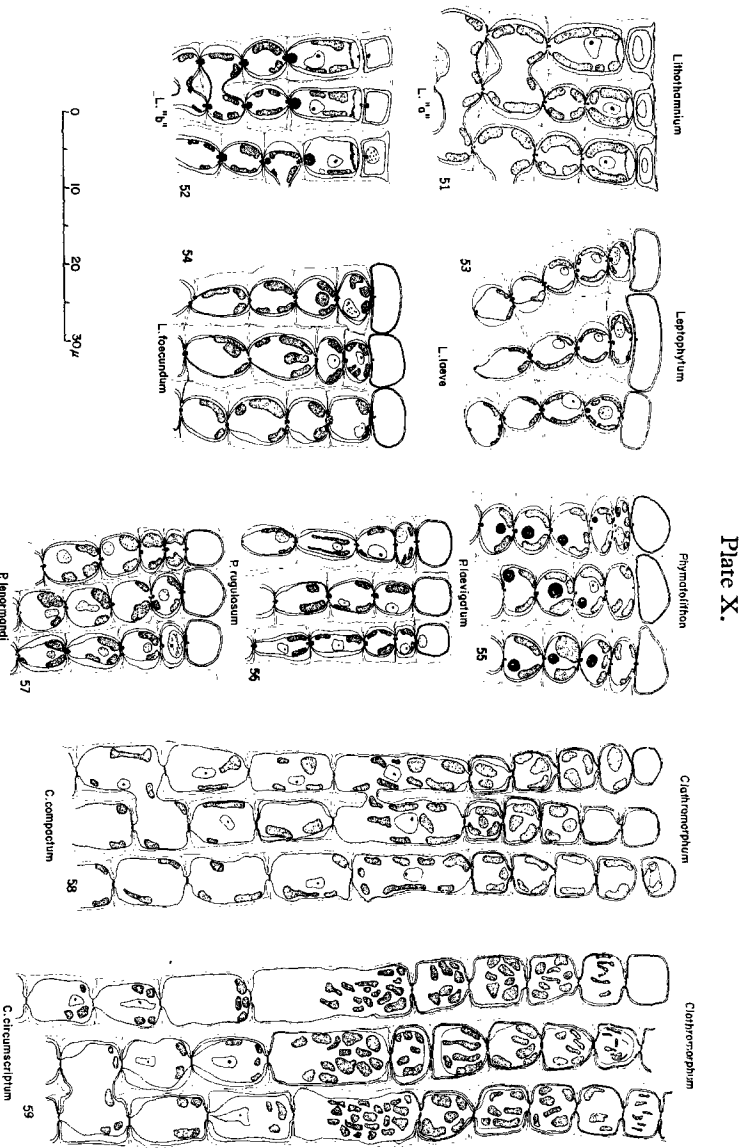 Plate X.
Lithothamnium
51
L. "a"
52
L. "b"
0
10
20
30μ
Leptophytum
53
L. laeve
54
L. foecundum
Phymatolithon
55
P. laevigatum
56
P. rugulosum
57
P. lenormandi
Clathromorphum
58
C. compactum
Clathromorphum
59
C. circumscriptum